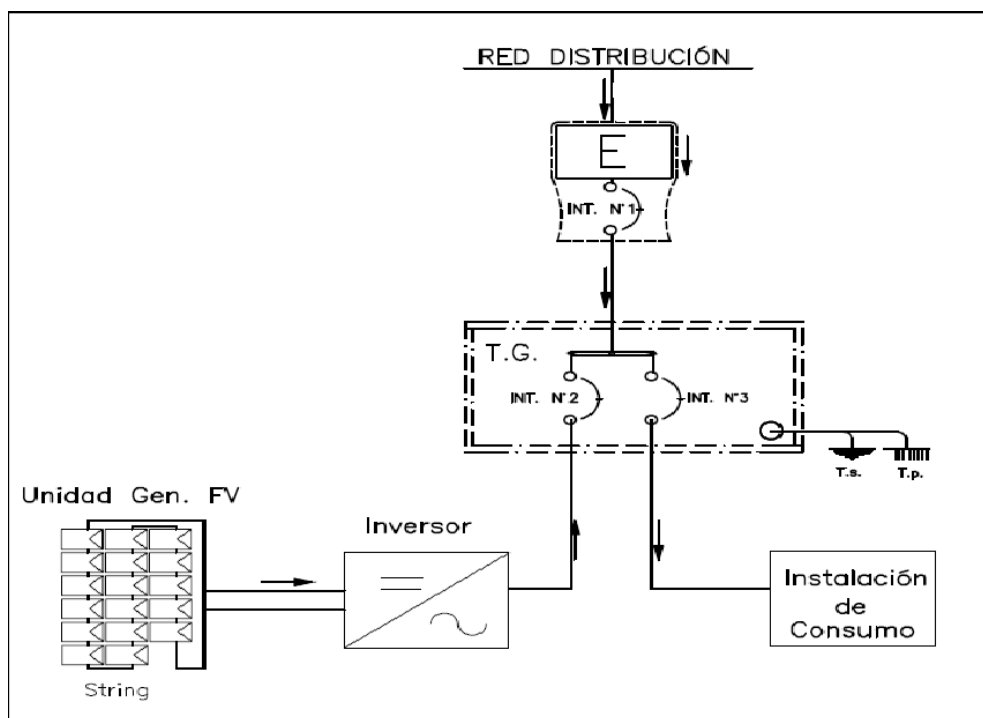 RED DISTRIBUCIÓN
E
INT. N°1
T.G.
INT. N°2
INT. N°3
T.s.
T.p.
Unidad Gen. FV
Inversor
Instalación
de
Consumo
String